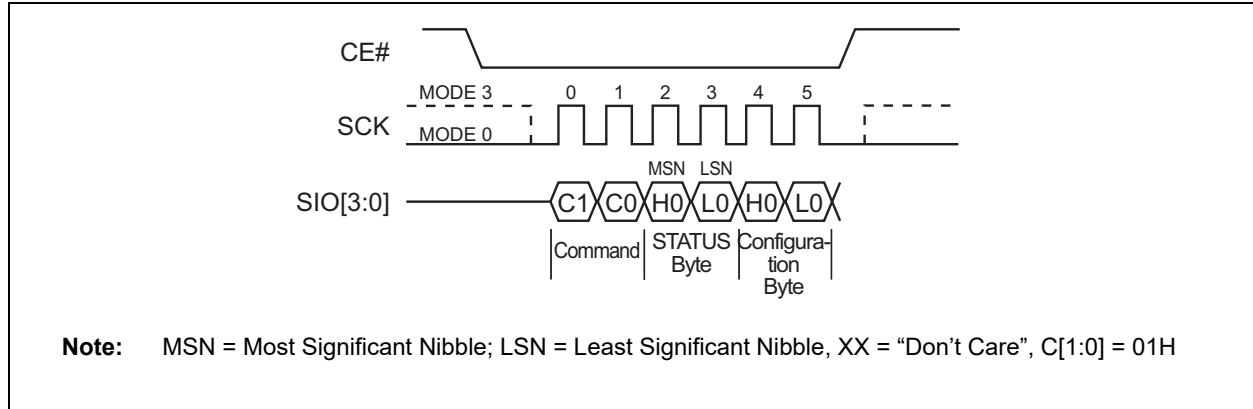 CE#
MODE 3 0 1 2 3 4 5
SCK
MODE 0
MSN LSN
SIO[3:0] C1 C0 H0 L0 H0 L0
Command STATUS Configura-
Byte tion
Byte
Note: MSN = Most Significant Nibble; LSN = Least Significant Nibble, XX = “Don’t Care”, C[1:0] = 01H